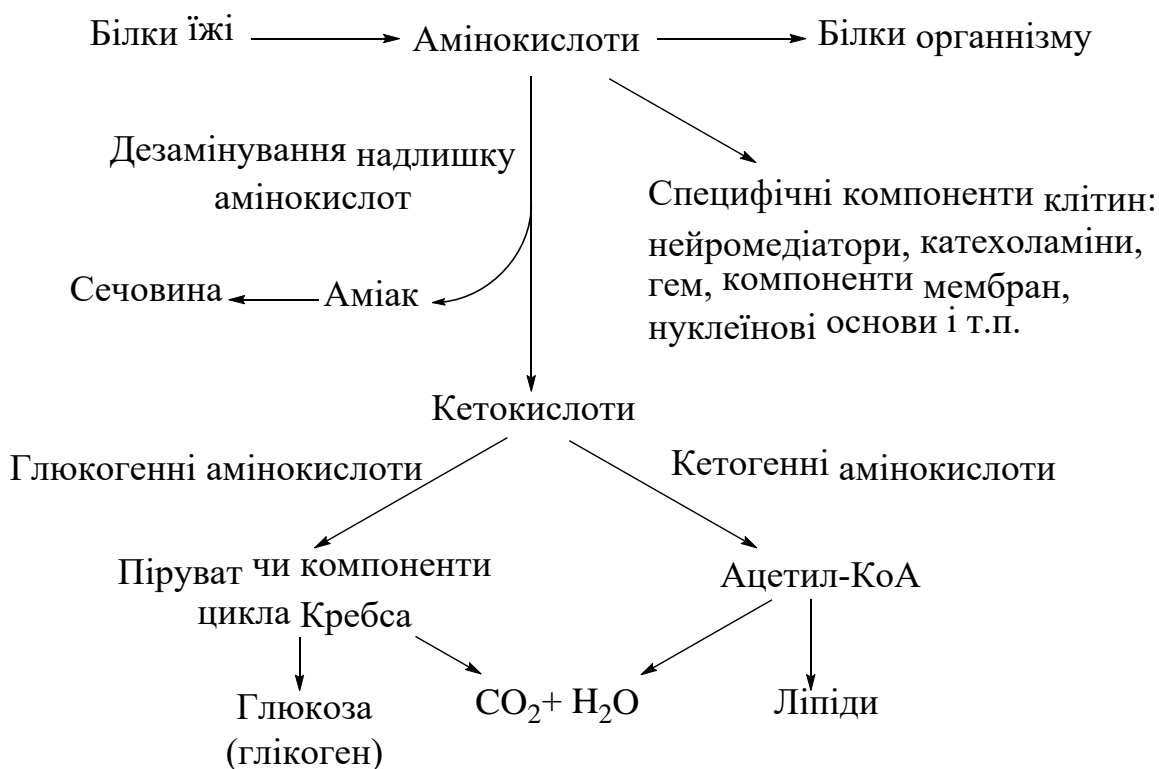 Білки їжі
Амінокислоти
Білки органнізму
Дезамінування надлишку
амінокислот
Специфічні компоненти клітин:
нейромедіатори, катехоламіни,
гем, компоненти мембран,
нуклеїнові основи і т.п.
Сечовина
Аміак
Кетокислоти
Глюкогенні амінокислоти
Кетогенні амінокислоти
Піруват чи компоненти
цикла Кребса
Ацетил-КоА
Глюкоза
(глікоген)
CO₂+ H₂O
Ліпіди